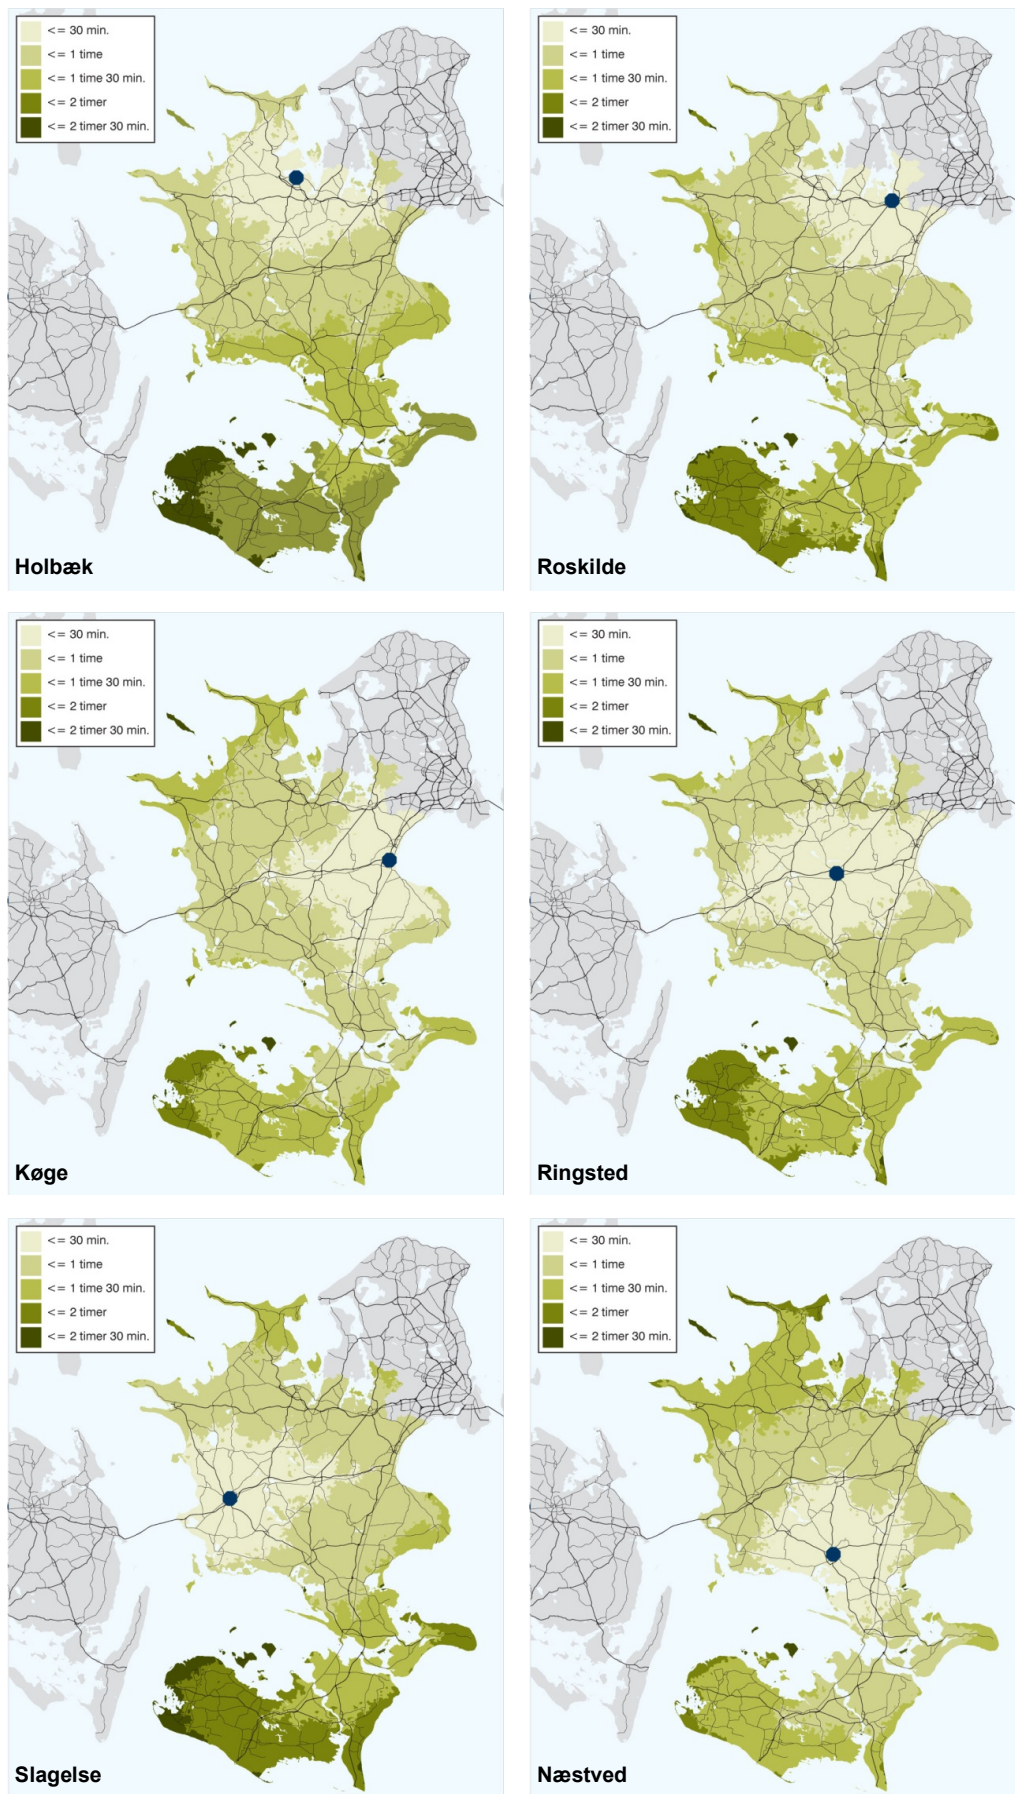 <= 30 min.
<= 1 time
<= 1 time 30 min.
<= 2 timer
<= 2 timer 30 min.
Holbæk
<= 30 min.
<= 1 time
<= 1 time 30 min.
<= 2 timer
<= 2 timer 30 min.
Roskilde
<= 30 min.
<= 1 time
<= 1 time 30 min.
<= 2 timer
<= 2 timer 30 min.
Køge
<= 30 min.
<= 1 time
<= 1 time 30 min.
<= 2 timer
<= 2 timer 30 min.
Ringsted
<= 30 min.
<= 1 time
<= 1 time 30 min.
<= 2 timer
<= 2 timer 30 min.
Slagelse
<= 30 min.
<= 1 time
<= 1 time 30 min.
<= 2 timer
<= 2 timer 30 min.
Næstved